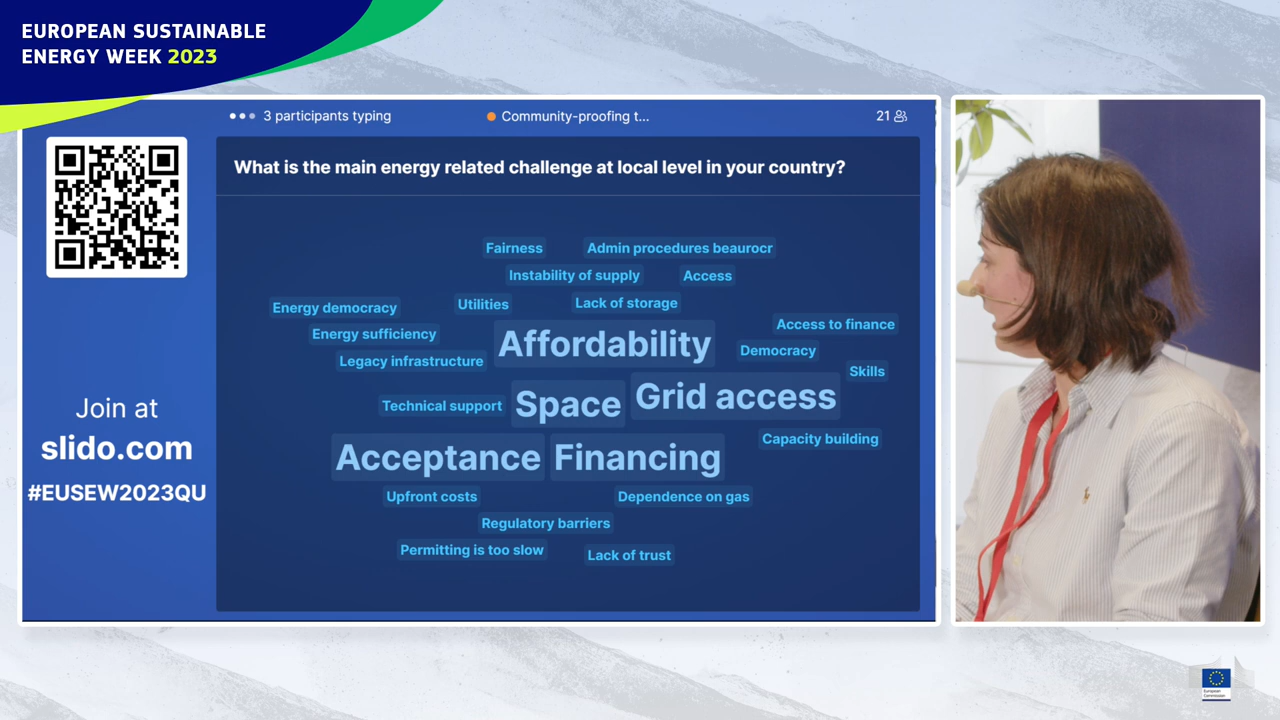 EUROPEAN SUSTAINABLE
ENERGY WEEK 2023
3 participants typing
Community-proofing t...
21
What is the main energy related challenge at local level in your country?
Fairness
Admin procedures beaurocr
Instability of supply
Access
Energy democracy
Utilities
Lack of storage
Access to finance
Energy sufficiency
Affordability
Democracy
Legacy infrastructure
Skills
Technical support
Space
Grid access
Capacity building
Acceptance
Financing
Upfront costs
Dependence on gas
Regulatory barriers
Permitting is too slow
Lack of trust
Join at
slido.com
#EUSEW2023QU
European
Commission